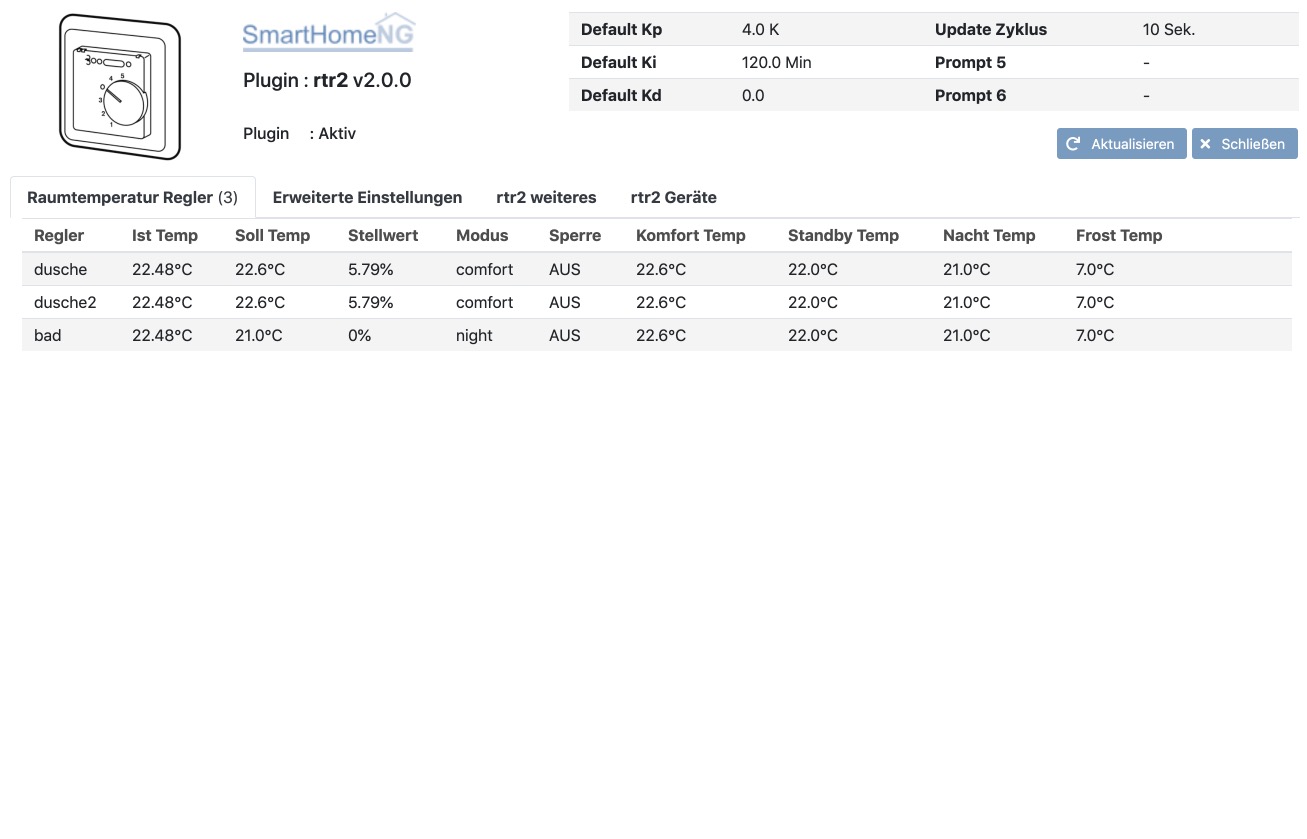 SmartHomeNG
Plugin : rtr2 v2.0.0
Plugin : Aktiv
Default Kp 4.0 K Update Zyklus 10 Sek.
Default Ki 120.0 Min Prompt 5 -
Default Kd 0.0 Prompt 6 -
Aktualisieren Schließen
Raumtemperatur Regler (3) Erweiterte Einstellungen rtr2 weiteres rtr2 Geräte
Regler Ist Temp Soll Temp Stellwert Modus Sperre Komfort Temp Standby Temp Nacht Temp Frost Temp
dusche 22.48°C 22.6°C 5.79% comfort AUS 22.6°C 22.0°C 21.0°C 7.0°C
dusche2 22.48°C 22.6°C 5.79% comfort AUS 22.6°C 22.0°C 21.0°C 7.0°C
bad 22.48°C 21.0°C 0% night AUS 22.6°C 22.0°C 21.0°C 7.0°C